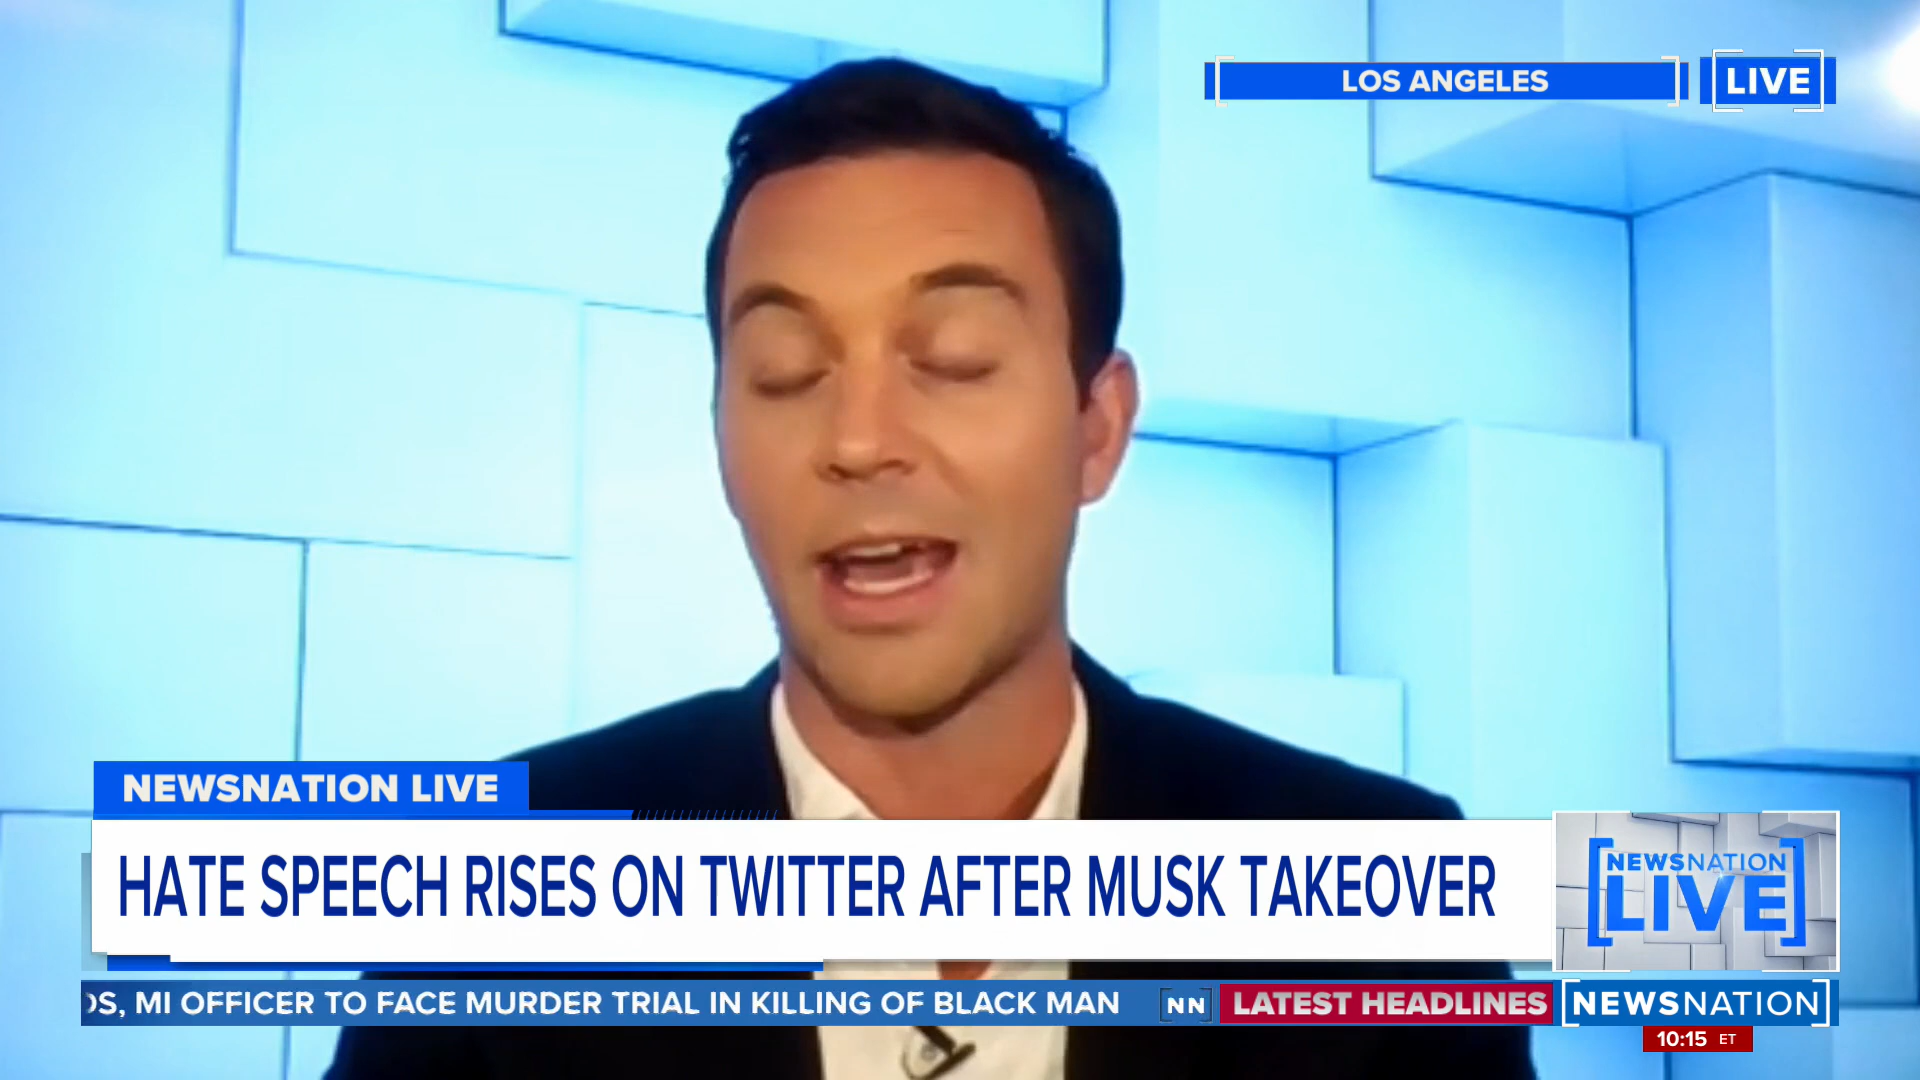 LOS ANGELES
LIVE
NEWSNATION LIVE
HATE SPEECH RISES ON TWITTER AFTER MUSK TAKEOVER
NEWSNATION
LIVE
MI OFFICER TO FACE MURDER TRIAL IN KILLING OF BLACK MAN
NN
LATEST HEADLINES
NEWSNATION
10:15 ET